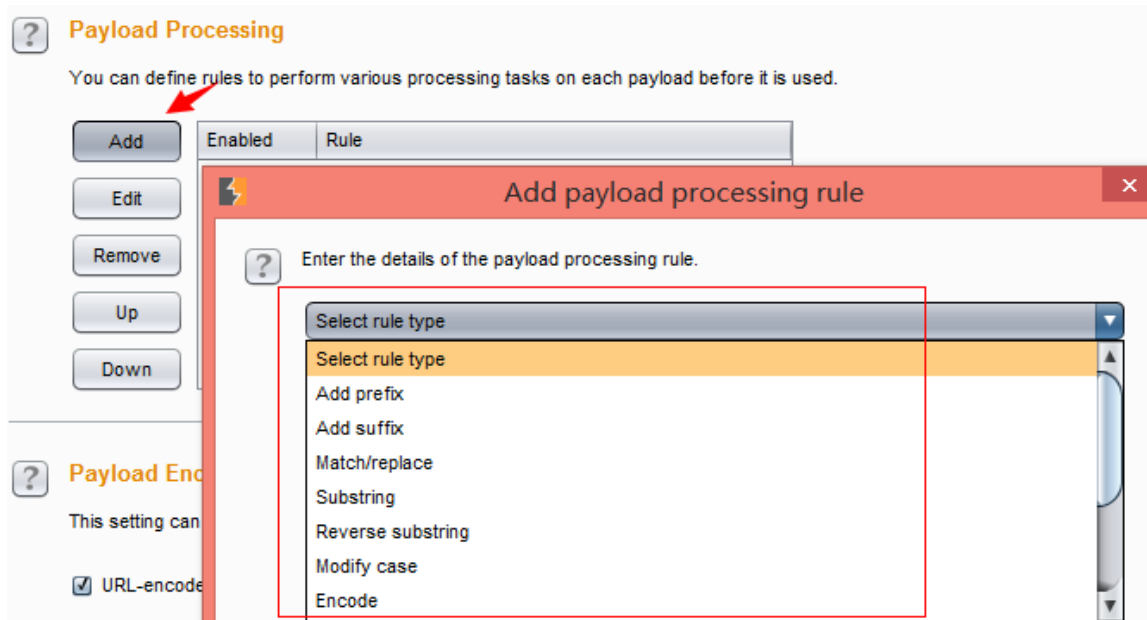 Payload Processing
You can define rules to perform various processing tasks on each payload before it is used.
Add
Enabled Rule
Edit
Add payload processing rule
Remove
Enter the details of the payload processing rule.
Up
Select rule type
Down
Select rule type
Add prefix
Add suffix
Match/replace
Payload Enc
Substring
This setting can
Reverse substring
Modify case
URL-encode
Encode